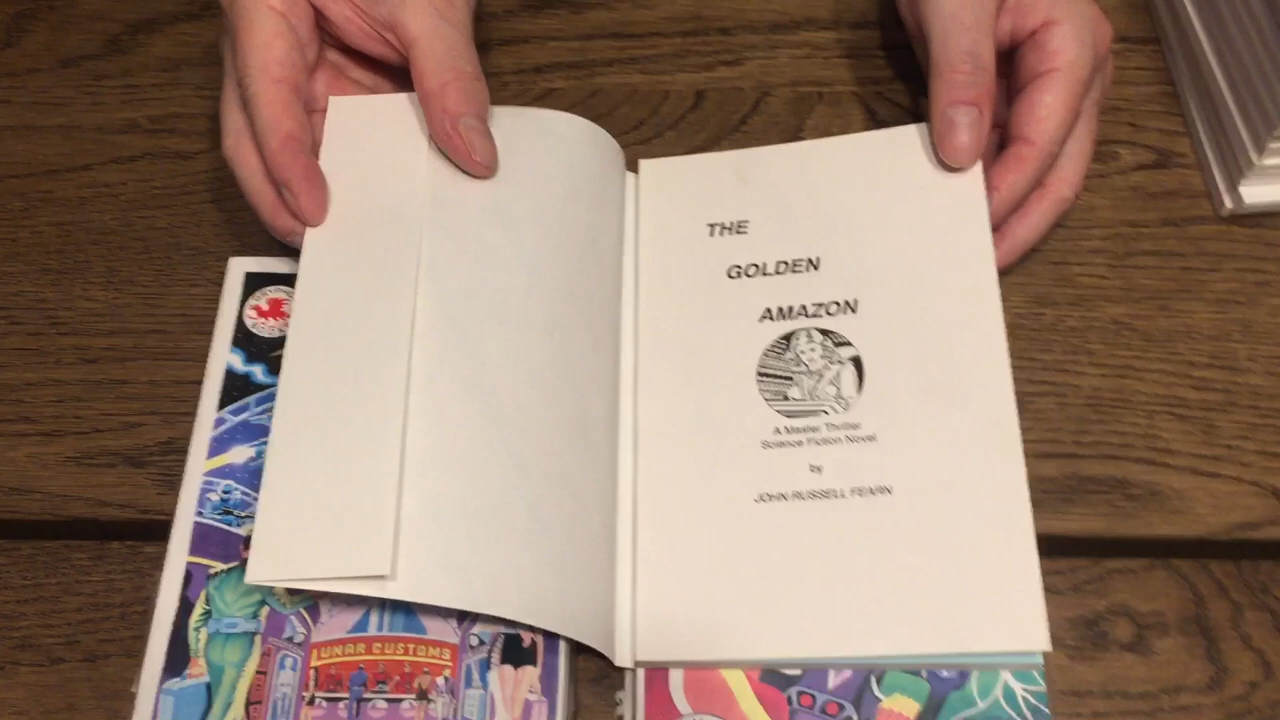 THE
GOLDEN
AMAZON
A Master Thriller
Science Fiction Novel
by
JOHN RUSSELL FEARN
LUNAR CUSTOMS